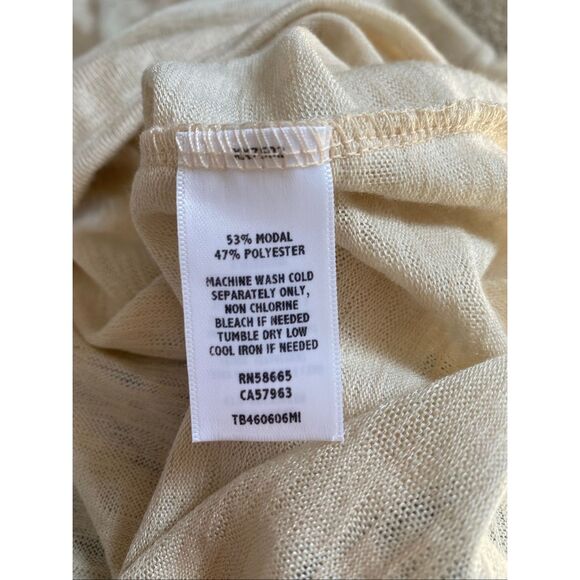 53% MODAL
47% POLYESTER
MACHINE WASH COLD
SEPARATELY ONLY,
NON CHLORINE
BLEACH IF NEEDED
TUMBLE DRY LOW
COOL IRON IF NEEDED
RN58665
CA57963
TB460606MI